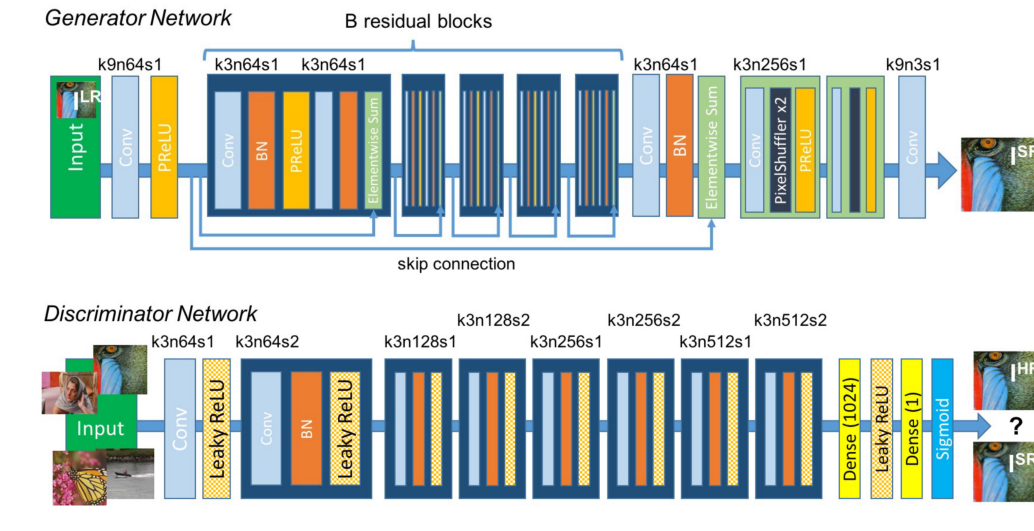 Generator Network
B residual blocks
k9n64s1
k3n64s1
k3n64s1
k3n64s1
k3n256s1
k9n3s1
I^LR
Input
Conv
PReLU
Conv
BN
PReLU
Elementwise Sum
Conv
BN
Elementwise Sum
Conv
PixelShuffler x2
PReLU
Conv
I^SR
skip connection
Discriminator Network
k3n64s1
k3n64s2
k3n128s1
k3n128s2
k3n256s1
k3n256s2
k3n512s1
k3n512s2
Input
Conv
Leaky ReLU
Conv
BN
Leaky ReLU
Dense (1024)
Leaky ReLU
Dense (1)
Sigmoid
I^HR
?
I^SR